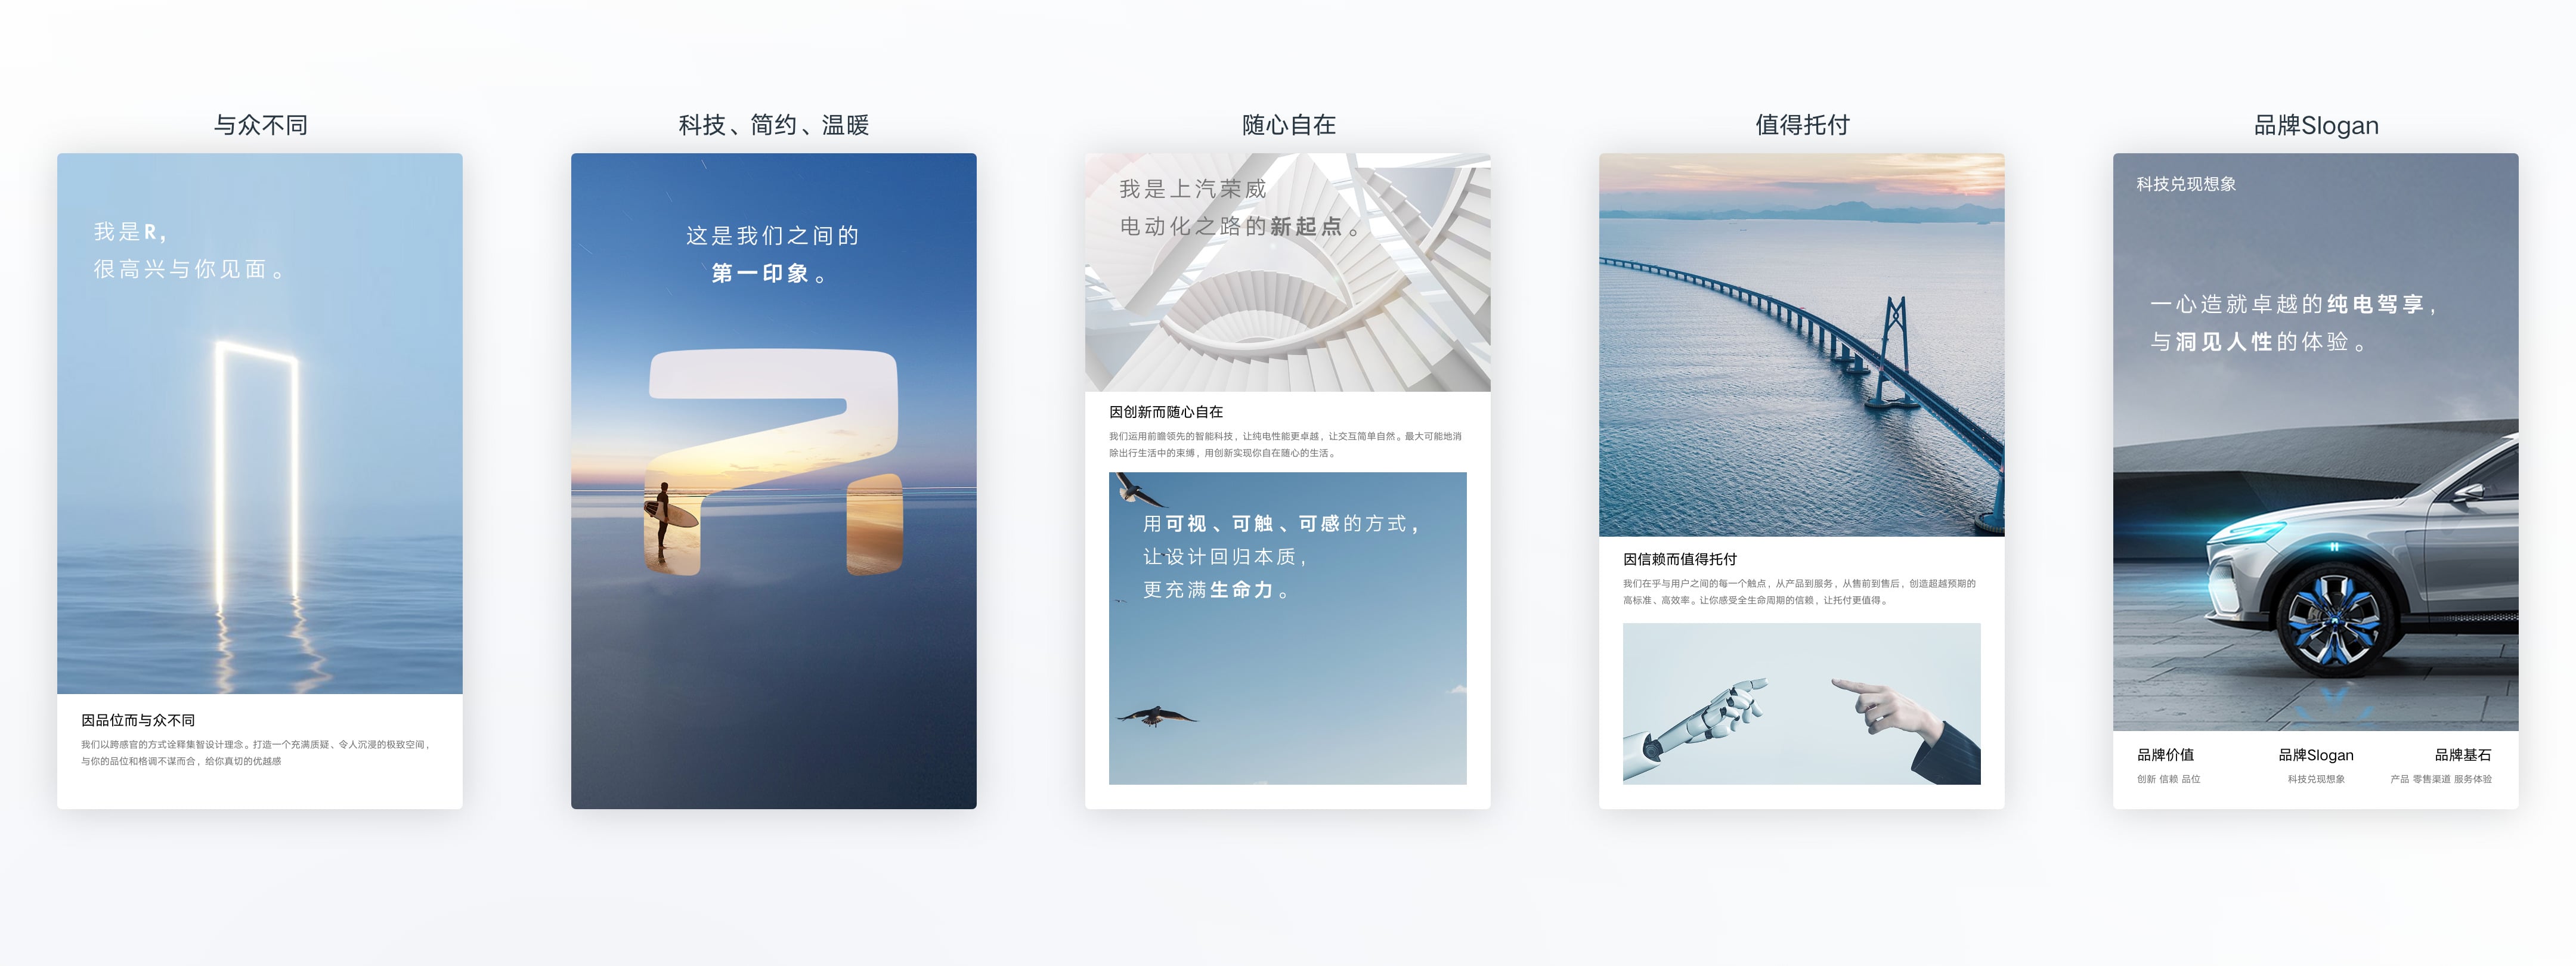 与众不同
我是R，
很高兴与你见面。
因品位而与众不同
我们以跨感官的方式诠释集智设计理念。打造一个充满质疑、令人沉浸的极致空间，
与你的品位和格调不谋而合，给你真切的优越感
科技、简约、温暖
这是我们之间的
第一印象。
随心自在
我是上汽荣威
电动化之路的新起点。
因创新而随心自在
我们运用前瞻领先的智能科技，让纯电性能更卓越，让交互简单自然。最大可能地消
除出行生活中的束缚，用创新实现你自在随心的生活。
用可视、可触、可感的方式，
让设计回归本质，
更充满生命力。
值得托付
因信赖而值得托付
我们在乎与用户之间的每一个触点，从产品到服务，从售前到售后，创造超越预期的
高标准、高效率。让你感受全生命周期的信赖，让托付更值得。
品牌Slogan
科技兑现想象
一心造就卓越的纯电驾享，
与洞见人性的体验。
品牌价值
创新 信赖 品位
品牌Slogan
科技兑现想象
品牌基石
产品 零售渠道 服务体验